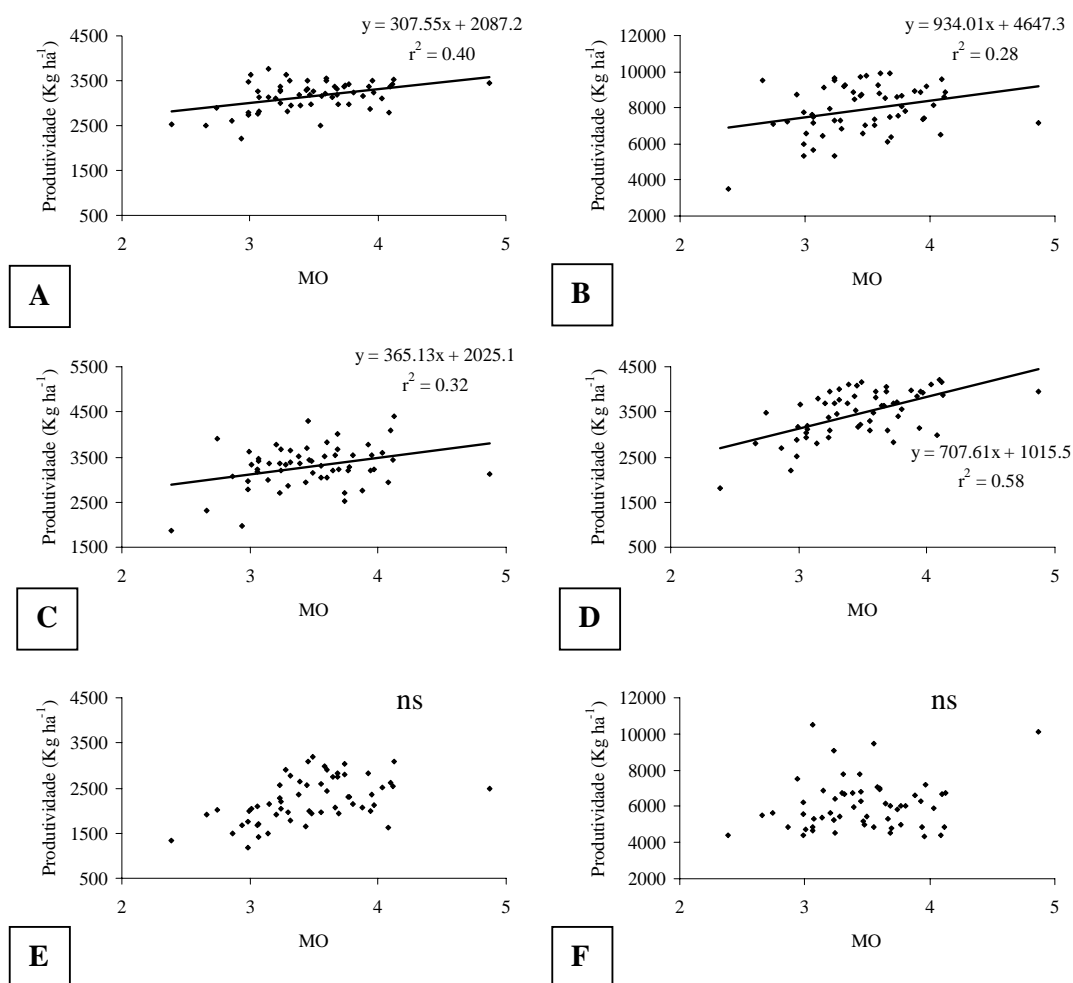 y = 307.55x + 2087.2
r² = 0.40
Produtividade (Kg ha⁻¹)
4500
3500
2500
1500
500
2 3 4 5
MO
A
y = 934.01x + 4647.3
r² = 0.28
Produtividade (Kg ha⁻¹)
12000
10000
8000
6000
4000
2000
2 3 4 5
MO
B
y = 365.13x + 2025.1
r² = 0.32
Produtividade (Kg ha⁻¹)
5500
4500
3500
2500
1500
2 3 4 5
MO
C
Produtividade (Kg ha⁻¹)
4500
3500
2500
1500
500
y = 707.61x + 1015.5
r² = 0.58
2 3 4 5
MO
D
ns
Produtividade (Kg ha⁻¹)
4500
3500
2500
1500
500
2 3 4 5
MO
E
ns
Produtividade (Kg ha⁻¹)
12000
10000
8000
6000
4000
2000
2 3 4 5
MO
F